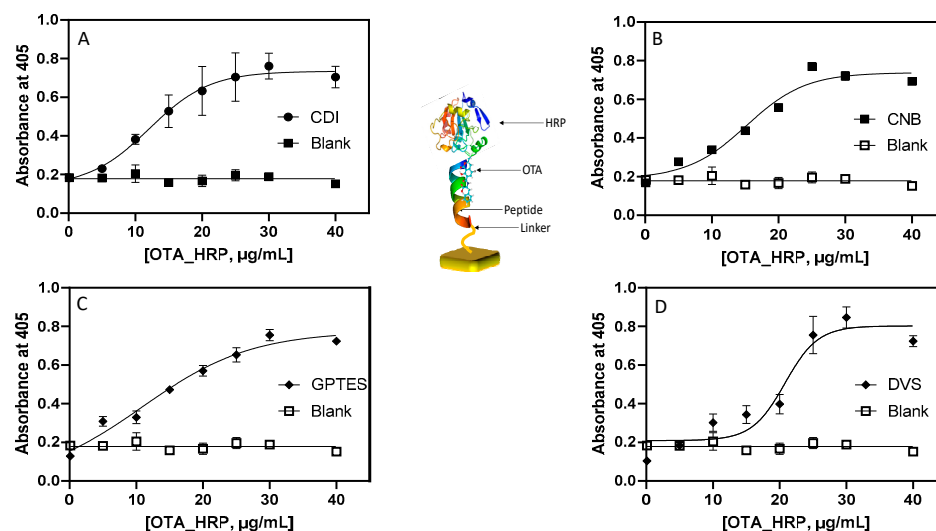 A
Absorbance at 405
1.0
0.8
0.6
0.4
0.2
0.0
CDI
Blank
0 10 20 30 40
[OTA_HRP, µg/mL]
HRP
OTA
Peptide
Linker
B
Absorbance at 405
1.0
0.8
0.6
0.4
0.2
0.0
CNB
Blank
0 10 20 30 40
[OTA_HRP, µg/mL]
C
Absorbance at 405
1.0
0.8
0.6
0.4
0.2
0.0
GPTES
Blank
0 10 20 30 40
[OTA_HRP, µg/mL]
D
Absorbance at 405
1.0
0.8
0.6
0.4
0.2
0.0
DVS
Blank
0 10 20 30 40
[OTA_HRP, µg/mL]